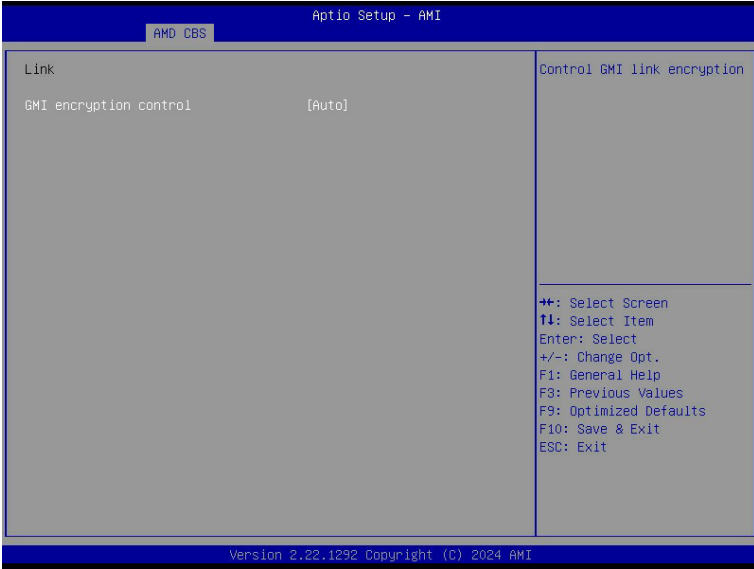 Aptio Setup – AMI
AMD CBS
Link
GMI encryption control [Auto]
Control GMI link encryption
→←: Select Screen
↑↓: Select Item
Enter: Select
+/-: Change Opt.
F1: General Help
F3: Previous Values
F9: Optimized Defaults
F10: Save & Exit
ESC: Exit
Version 2.22.1292 Copyright (C) 2024 AMI